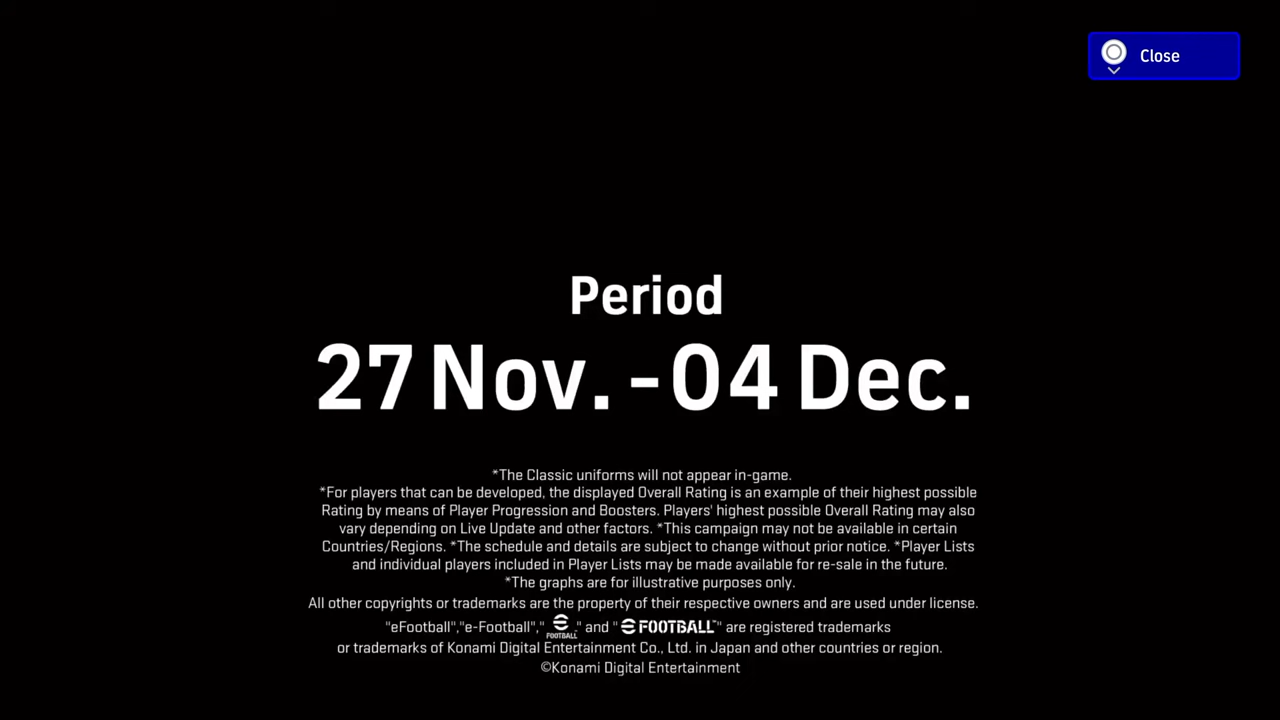 Close
Period
27 Nov. - 04 Dec.
*The Classic uniforms will not appear in-game.
*For players that can be developed, the displayed Overall Rating is an example of their highest possible
Rating by means of Player Progression and Boosters. Players' highest possible Overall Rating may also
vary depending on Live Update and other factors. *This campaign may not be available in certain
Countries/Regions. *The schedule and details are subject to change without prior notice. *Player Lists
and individual players included in Player Lists may be made available for re-sale in the future.
*The graphs are for illustrative purposes only.
All other copyrights or trademarks are the property of their respective owners and are used under license.
"eFootball","e-Football"," e FOOTBALL " and " eFOOTBALL™" are registered trademarks
or trademarks of Konami Digital Entertainment Co., Ltd. in Japan and other countries or region.
©Konami Digital Entertainment